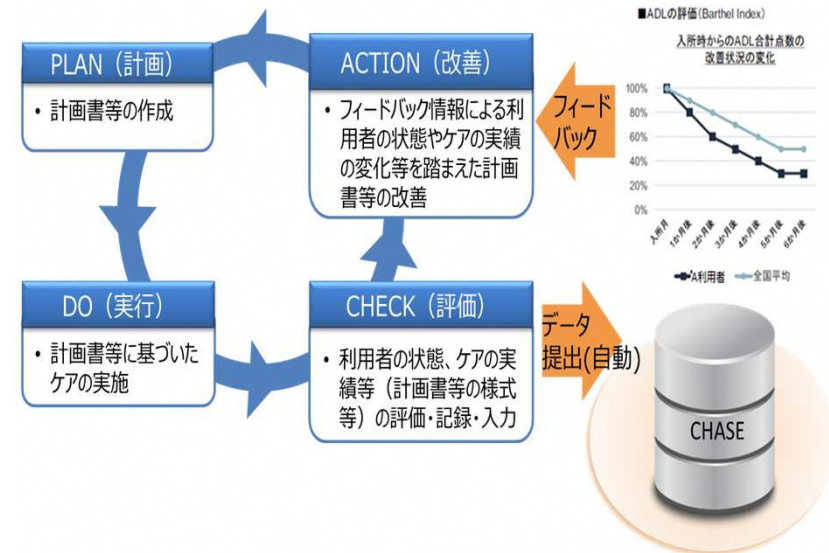 PLAN（計画）
・ 計画書等の作成
ACTION（改善）
・ フィードバック情報による利
用者の状態やケアの実績
の変化等を踏まえた計画
書等の改善
フィード
バック
■ADLの評価（Barthel Index）
入所時からのADL合計点数の
改善状況の変化
100%
80%
60%
40%
20%
0%
入所月
1か月後
2か月後
3か月後
4か月後
5か月後
6か月後
A利用者
全国平均
DO（実行）
・ 計画書等に基づいた
ケアの実施
CHECK（評価）
・ 利用者の状態、ケアの実
績等（計画書等の様式
等）の評価・記録・入力
データ
提出(自動)
CHASE